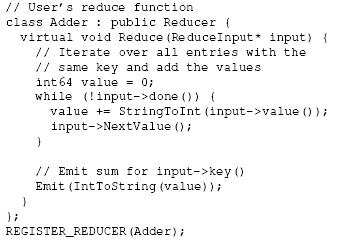 // User's reduce function
class Adder : public Reducer {
  virtual void Reduce(ReduceInput* input) {
    // Iterate over all entries with the
    // same key and add the values
    int64 value = 0;
    while (!input->done()) {
      value += StringToInt(input->value());
      input->NextValue();
    }

    // Emit sum for input->key()
    Emit(IntToString(value));
  }
};
REGISTER_REDUCER(Adder);